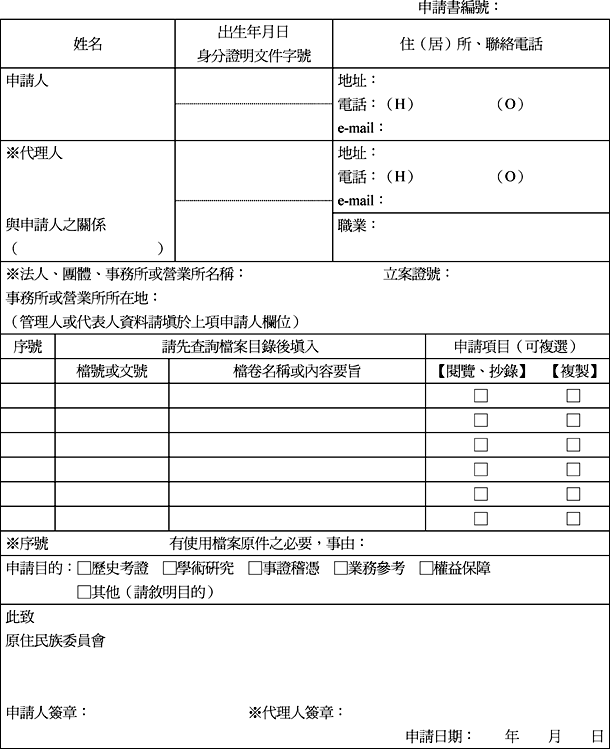 申請書編號：
姓名
出生年月日
身分證明文件字號
住（居）所、聯絡電話
申請人
地址：
電話：（H） （O）
e-mail：
※代理人
與申請人之關係
（ ）
地址：
電話：（H） （O）
e-mail：
職業：
※法人、團體、事務所或營業所名稱： 立案證號：
事務所或營業所所在地：
（管理人或代表人資料請填於上項申請人欄位）
序號 請先查詢檔案目錄後填入 申請項目（可複選）
檔號或文號 檔卷名稱或內容要旨 【閱覽、抄錄】 【複製】
□ □
□ □
□ □
□ □
□ □
□ □
※序號 有使用檔案原件之必要，事由：
申請目的：□歷史考證 □學術研究 □事證稽憑 □業務參考 □權益保障
□其他（請敘明目的）
此致
原住民族委員會
申請人簽章： ※代理人簽章：
申請日期： 年 月 日